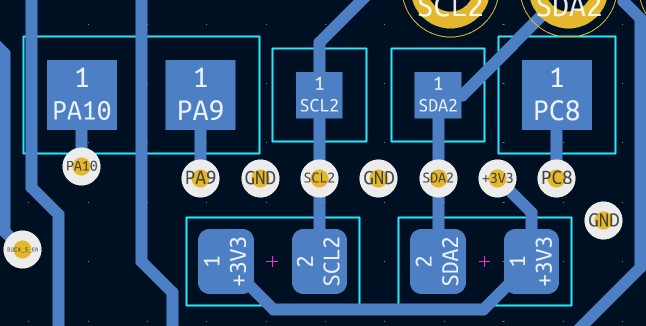 SCL2
SDA2
1
PA10
1
PA9
1
SCL2
1
SDA2
1
PC8
PA10
PA9
GND
SCL2
GND
SDA2
+3V3
PC8
GND
BUCK_5_EN
1
+3V3
2
SCL2
2
SDA2
1
+3V3